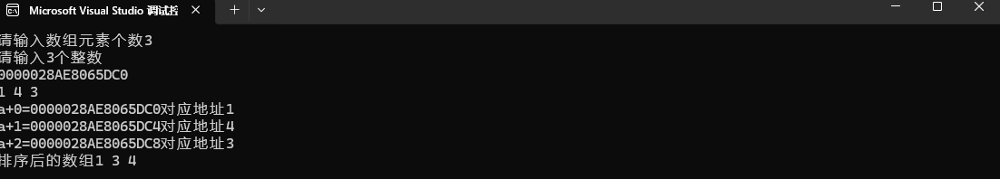 Microsoft Visual Studio 调试控
请输入数组元素个数3
请输入3个整数
0000028AE8065DC0
1 4 3
a+0=0000028AE8065DC0对应地址1
a+1=0000028AE8065DC4对应地址4
a+2=0000028AE8065DC8对应地址3
排序后的数组1 3 4